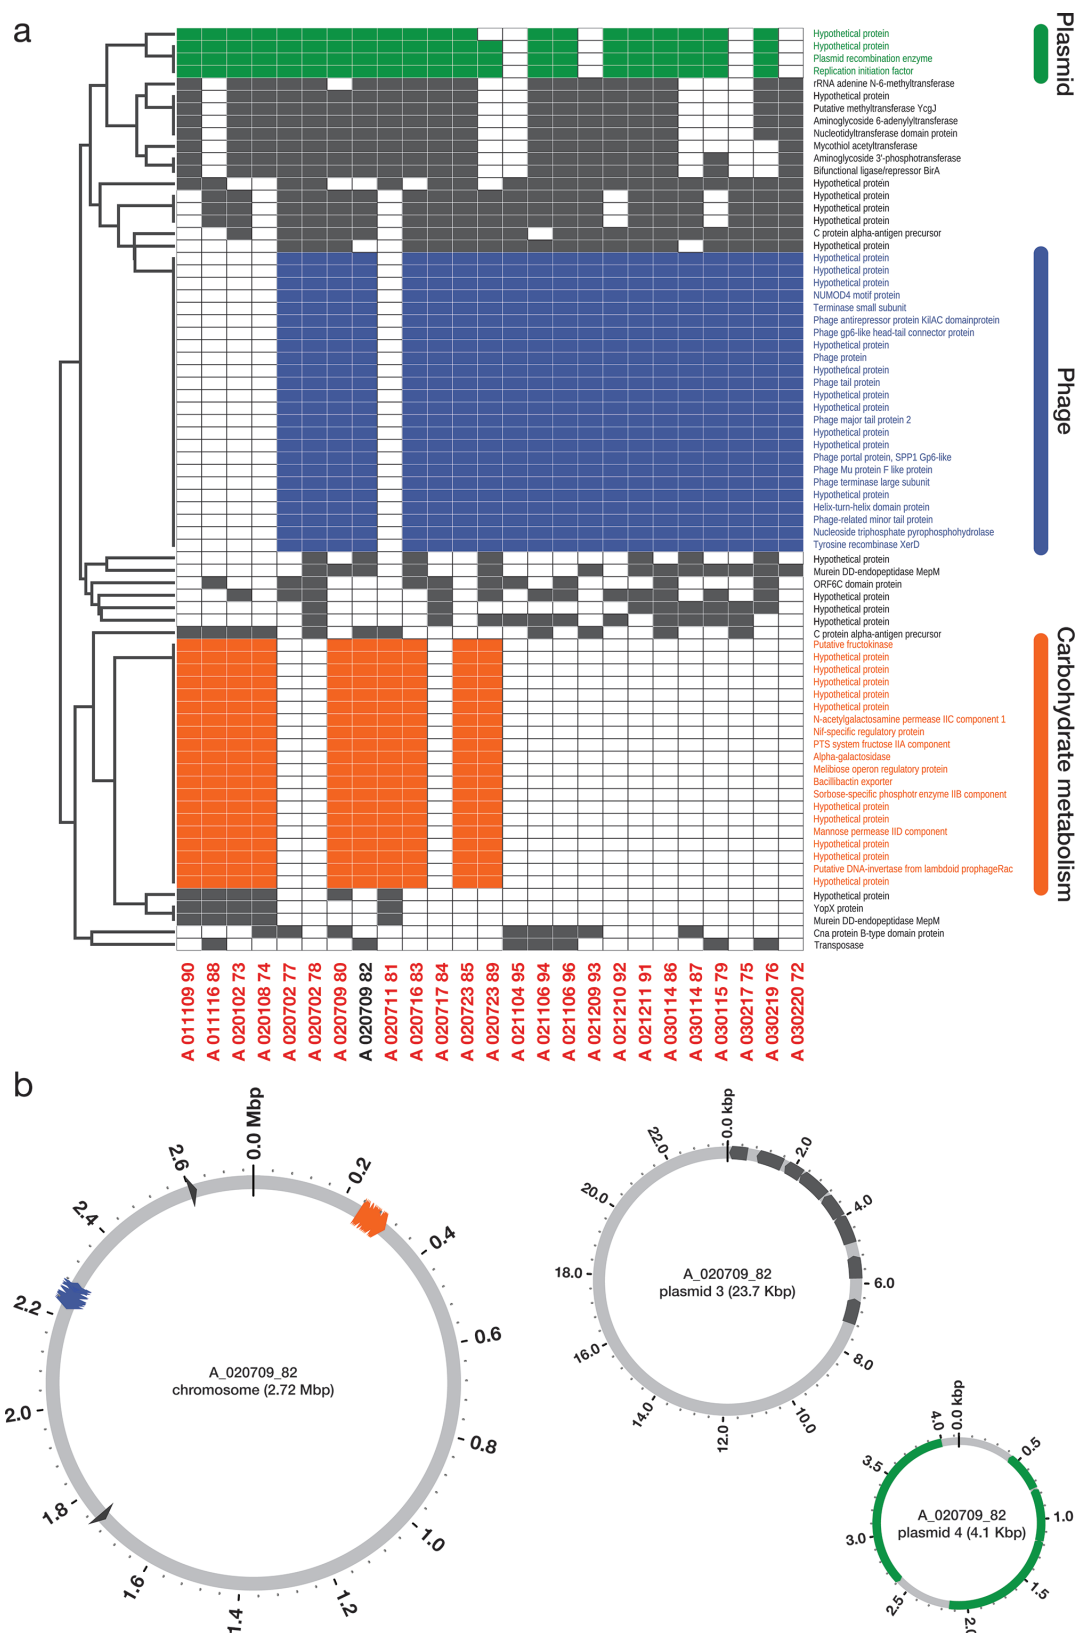 a
Hypothetical protein
Hypothetical protein
Plasmid recombination enzyme
Replication initiation factor
rRNA adenine N-6-methyltransferase
Hypothetical protein
Putative methyltransferase YcgJ
Aminoglycoside 6-adenylyltransferase
Nucleotidyltransferase domain protein
Mycothiol acetyltransferase
Aminoglycoside 3'-phosphotransferase
Bifunctional ligase/repressor BirA
Hypothetical protein
Hypothetical protein
Hypothetical protein
Hypothetical protein
C protein alpha-antigen precursor
Hypothetical protein
Hypothetical protein
Hypothetical protein
Hypothetical protein
NUMOD4 motif protein
Terminase small subunit
Phage antirepressor protein KilAC domainprotein
Phage gp6-like head-tail connector protein
Hypothetical protein
Phage protein
Hypothetical protein
Phage tail protein
Hypothetical protein
Hypothetical protein
Phage major tail protein 2
Hypothetical protein
Hypothetical protein
Phage portal protein, SPP1 Gp6-like
Phage Mu protein F like protein
Phage terminase large subunit
Hypothetical protein
Helix-turn-helix domain protein
Phage-related minor tail protein
Nucleoside triphosphate pyrophosphohydrolase
Tyrosine recombinase XerD
Hypothetical protein
Murein DD-endopeptidase MepM
ORF6C domain protein
Hypothetical protein
Hypothetical protein
Hypothetical protein
C protein alpha-antigen precursor
Putative fructokinase
Hypothetical protein
Hypothetical protein
Hypothetical protein
Hypothetical protein
Hypothetical protein
N-acetylgalactosamine permease IIC component 1
Nif-specific regulatory protein
PTS system fructose IIA component
Alpha-galactosidase
Melibiose operon regulatory protein
Bacillibactin exporter
Sorbose-specific phosphotr enzyme IIB component
Hypothetical protein
Hypothetical protein
Mannose permease IID component
Hypothetical protein
Hypothetical protein
Putative DNA-invertase from lambdoid prophageRac
Hypothetical protein
Hypothetical protein
YopX protein
Murein DD-endopeptidase MepM
Cna protein B-type domain protein
Transposase
Plasmid
Phage
Carbohydrate metabolism
A 011109 90
A 011116 88
A 020102 73
A 020108 74
A 020702 77
A 020702 78
A 020709 80
A 020709 82
A 020711 81
A 020716 83
A 020717 84
A 020723 85
A 020723 89
A 021104 95
A 021106 94
A 021106 96
A 021209 93
A 021210 92
A 021211 91
A 030114 86
A 030114 87
A 030115 79
A 030217 75
A 030219 76
A 030220 72
b
0.0 Mbp
0.2
0.4
0.6
0.8
1.0
1.2
1.4
1.6
1.8
2.0
2.2
2.4
2.6
A_020709_82
chromosome (2.72 Mbp)
0.0 kbp
2.0
4.0
6.0
8.0
10.0
12.0
14.0
16.0
18.0
20.0
22.0
A_020709_82
plasmid 3 (23.7 Kbp)
0.0 kbp
0.5
1.0
1.5
2.0
2.5
3.0
3.5
4.0
A_020709_82
plasmid 4 (4.1 Kbp)